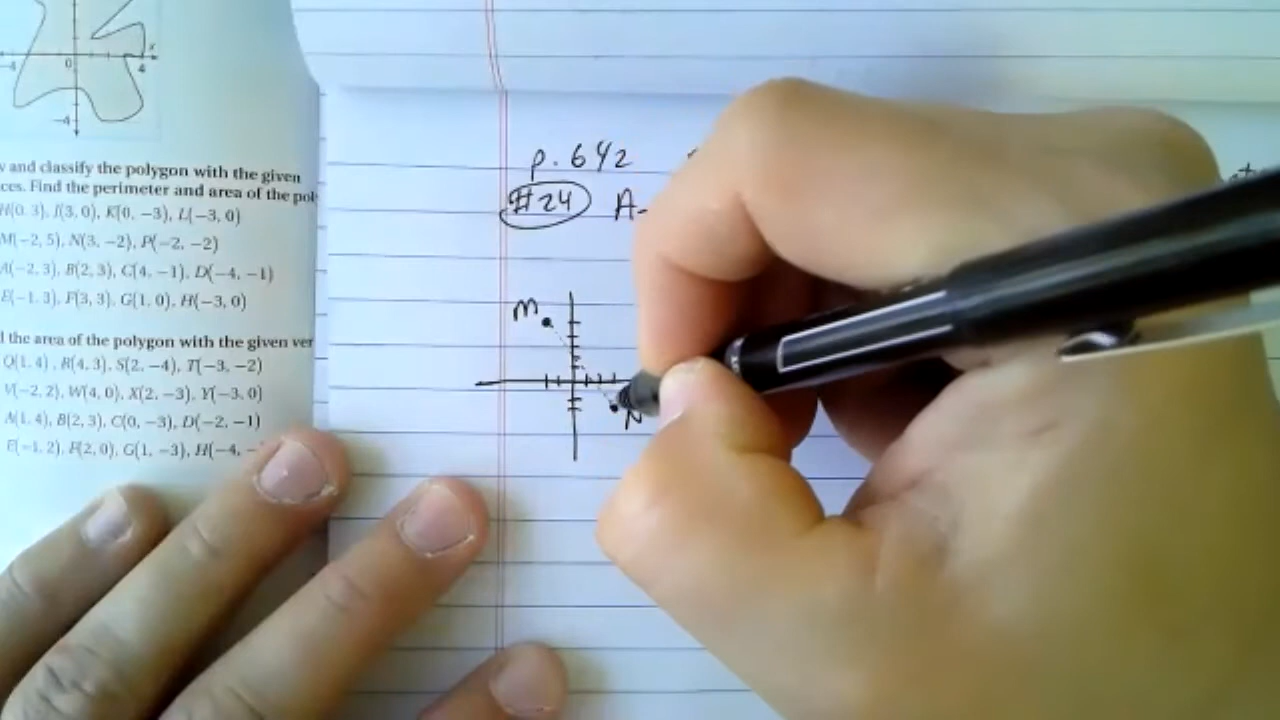 x
-4
0
4
-4
and classify the polygon with the given
Find the perimeter and area of the
H(0, 3), J(3, 0), K(0, −3), L(−3, 0)
M(−2, 5), N(3, −2), P(−2, −2)
A(−2, 3), B(2, 3), C(4, −1), D(−4, −1)
E(−1, 3), F(3, 3), G(1, 0), H(−3, 0)
the area of the polygon with the given
Q(1, 4), R(4, 3), S(2, −4), T(−3, −2)
V(−2, 2), W(4, 0), X(2, −3), Y(−3, 0)
A(1, 4), B(2, 3), C(0, −3), D(−2, −1)
E(−1, 2), F(2, 0), G(1, −3), H(−4,
p. 642
#24 A
M
N